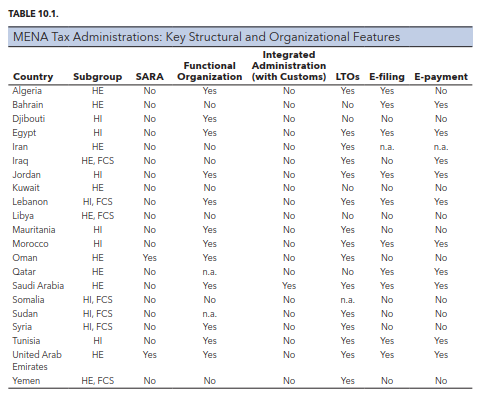 TABLE 10.1.
MENA Tax Administrations: Key Structural and Organizational Features
Country Subgroup SARA Functional Organization Integrated Administration (with Customs) LTOs E-filing E-payment
Algeria HE No Yes No Yes Yes No
Bahrain HE No No No No Yes Yes
Djibouti HI No Yes No No No No
Egypt HI No Yes No Yes Yes Yes
Iran HE No No No Yes n.a. n.a.
Iraq HE, FCS No No No Yes No Yes
Jordan HI No Yes No Yes Yes Yes
Kuwait HE No No No No No No
Lebanon HI, FCS No Yes No Yes Yes Yes
Libya HE, FCS No No No No No No
Mauritania HI No Yes No Yes No No
Morocco HI No Yes No Yes Yes Yes
Oman HE Yes Yes No Yes No No
Qatar HE No n.a. No No Yes Yes
Saudi Arabia HE No Yes Yes Yes Yes Yes
Somalia HI, FCS No No No n.a. No No
Sudan HI, FCS No n.a. No Yes No No
Syria HI, FCS No Yes No Yes No No
Tunisia HI No Yes No Yes Yes Yes
United Arab HE Yes Yes No Yes Yes Yes
Emirates
Yemen HE, FCS No No No Yes No No